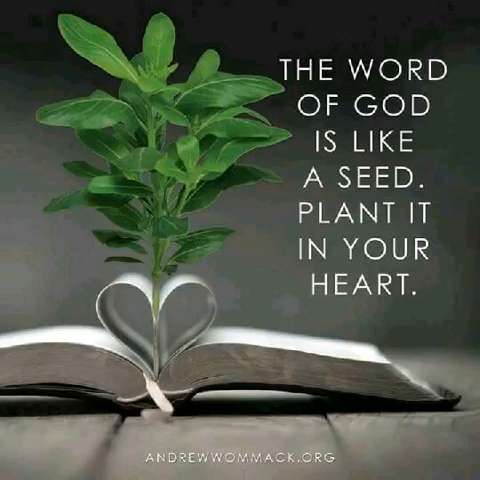 THE WORD
OF GOD
IS LIKE
A SEED.
PLANT IT
IN YOUR
HEART.
ANDREWWOMMACK.ORG